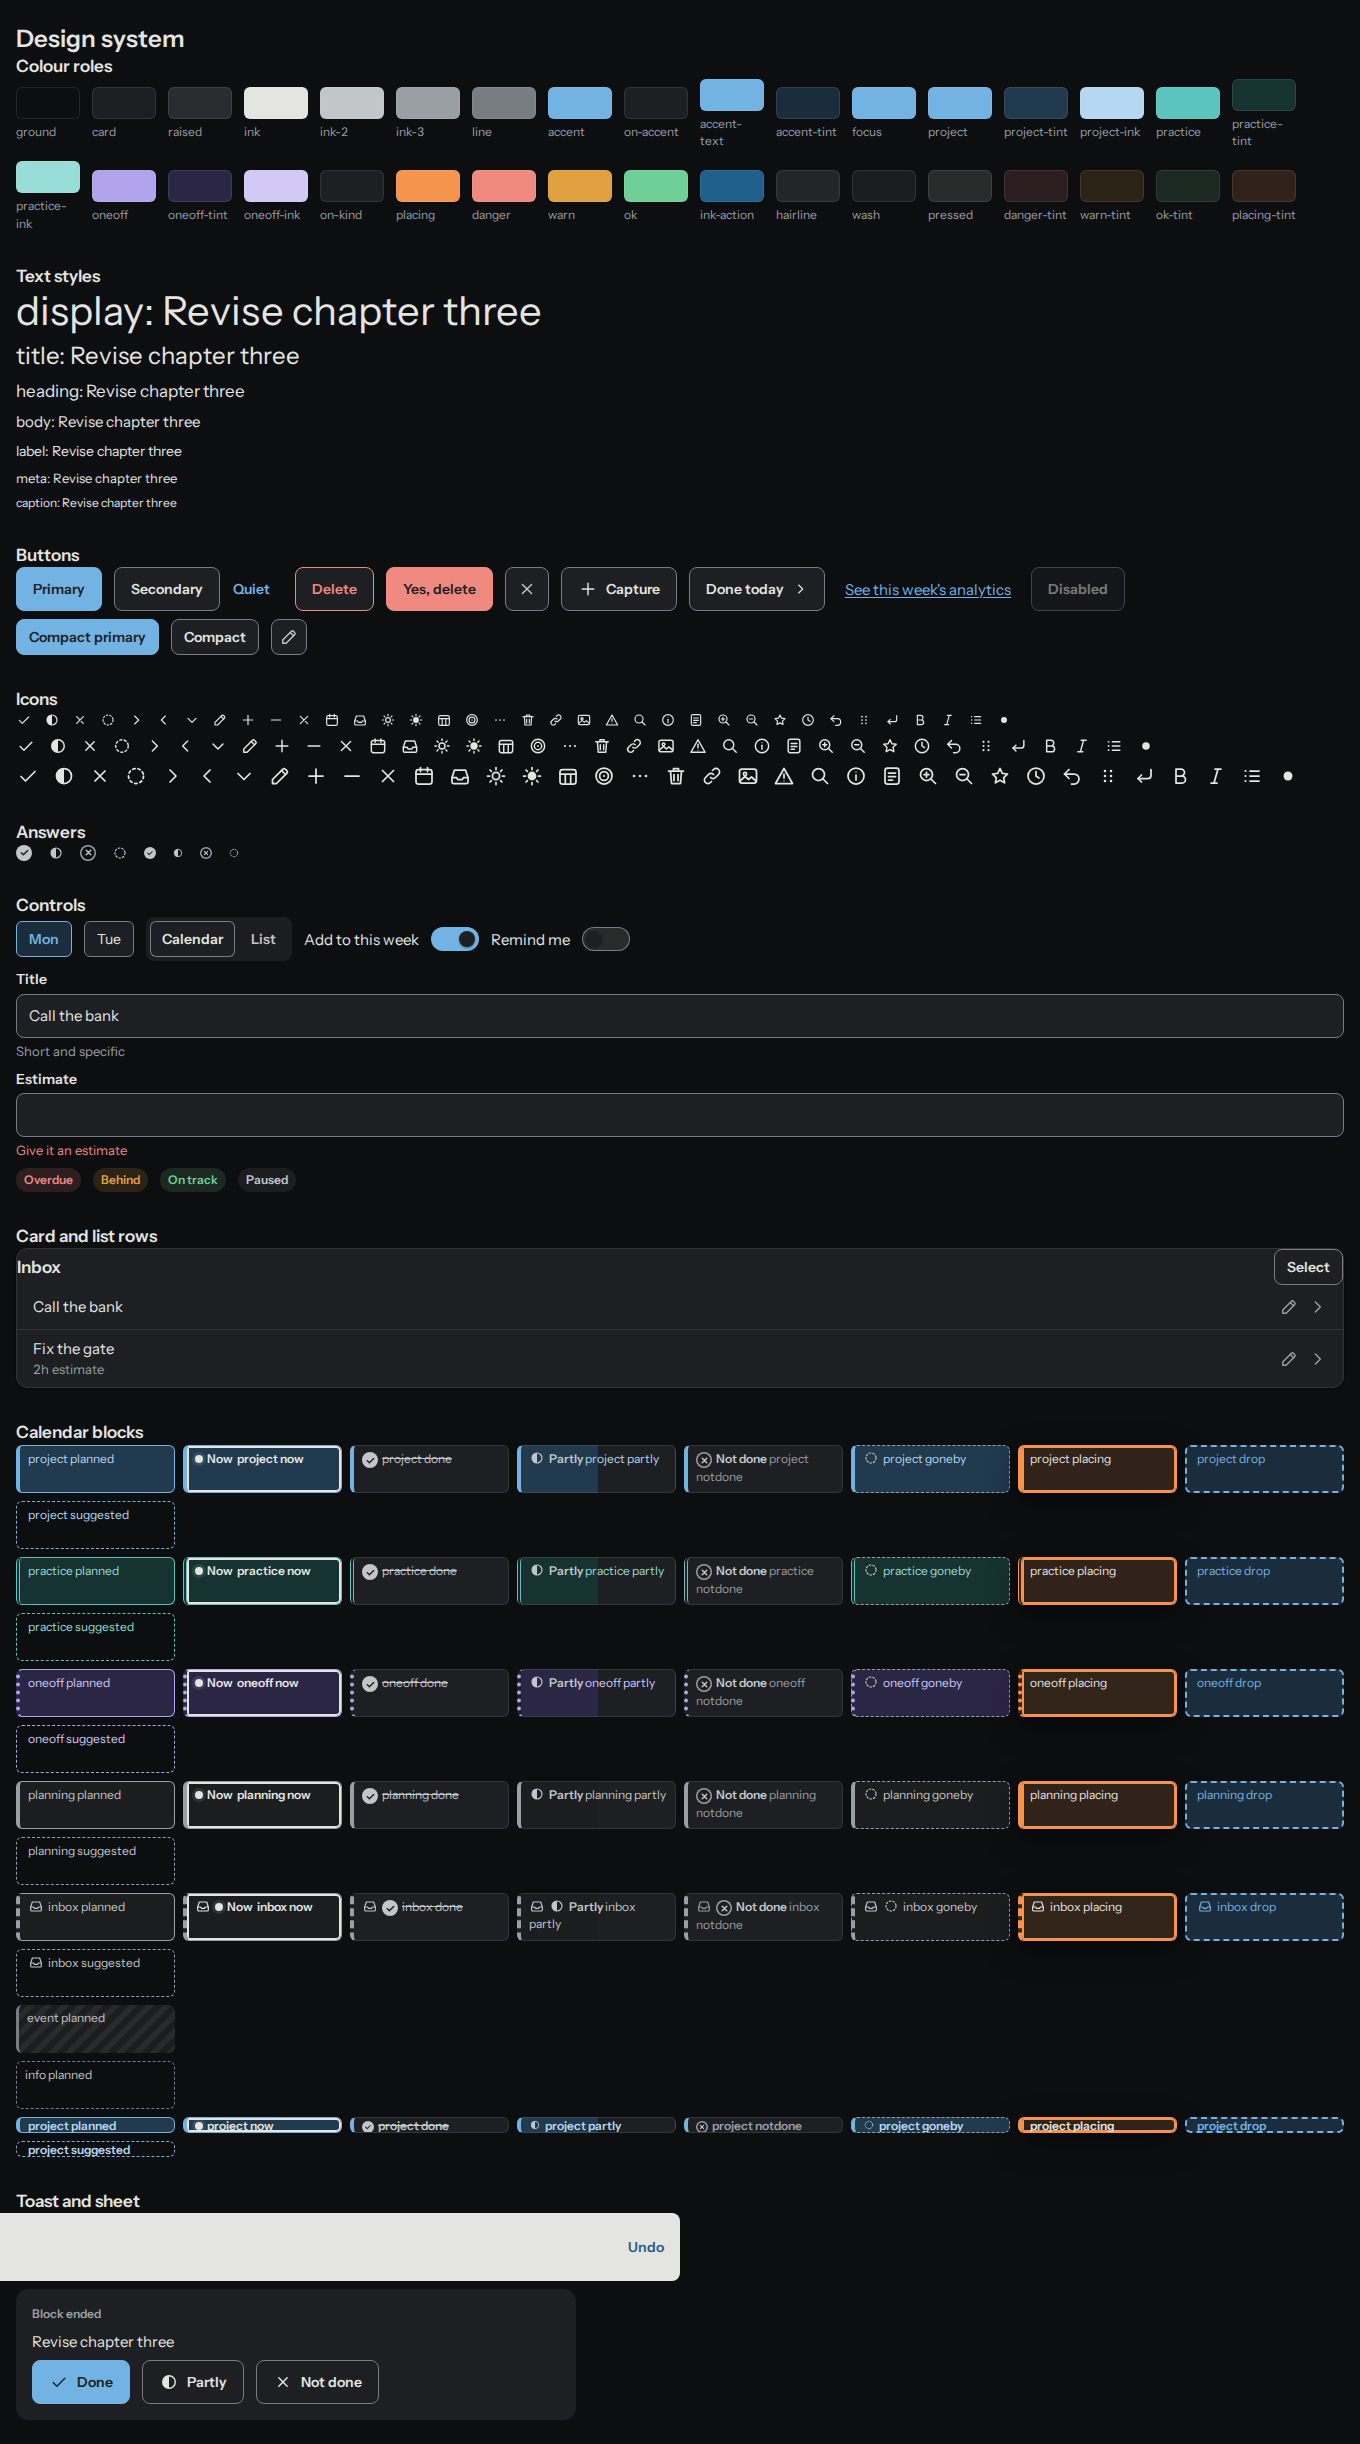 Design system
Colour roles
ground card raised ink ink-2 ink-3 line accent on-accent accent-text accent-tint focus project project-tint project-ink practice practice-tint
practice-ink oneoff oneoff-tint oneoff-ink on-kind placing danger warn ok ink-action hairline wash pressed danger-tint warn-tint ok-tint placing-tint
Text styles
display: Revise chapter three
title: Revise chapter three
heading: Revise chapter three
body: Revise chapter three
label: Revise chapter three
meta: Revise chapter three
caption: Revise chapter three
Buttons
Primary Secondary Quiet Delete Yes, delete Capture Done today See this week's analytics Disabled
Compact primary Compact
Icons
Answers
Controls
Mon Tue Calendar List Add to this week Remind me
Title
Call the bank
Short and specific
Estimate
Give it an estimate
Overdue Behind On track Paused
Card and list rows
Inbox Select
Call the bank
Fix the gate
2h estimate
Calendar blocks
project planned Now project now project done Partly project partly Not done project notdone project goneby project placing project drop
project suggested
practice planned Now practice now practice done Partly practice partly Not done practice notdone practice goneby practice placing practice drop
practice suggested
oneoff planned Now oneoff now oneoff done Partly oneoff partly Not done oneoff notdone oneoff goneby oneoff placing oneoff drop
oneoff suggested
planning planned Now planning now planning done Partly planning partly Not done planning notdone planning goneby planning placing planning drop
planning suggested
inbox planned Now inbox now inbox done Partly inbox partly Not done inbox notdone inbox goneby inbox placing inbox drop
inbox suggested
event planned
info planned
project planned project now project done project partly project notdone project goneby project placing project drop
project suggested
Toast and sheet
Undo
Block ended
Revise chapter three
Done Partly Not done